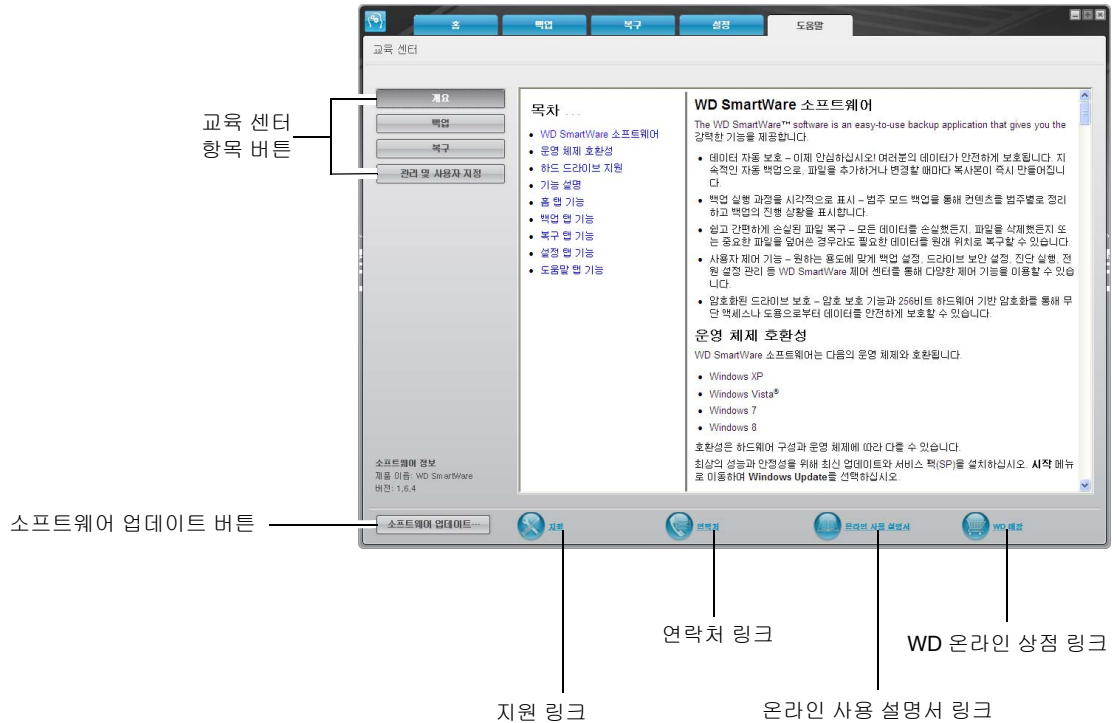 홈
백업
복구
설정
도움말
교육 센터
개요
백업
복구
관리 및 사용자 지정
교육 센터
항목 버튼
목차 ...
• WD SmartWare 소프트웨어
• 운영 체제 호환성
• 하드 드라이브 지원
• 기능 설명
• 홈 탭 기능
• 백업 탭 기능
• 복구 탭 기능
• 설정 탭 기능
• 도움말 탭 기능
WD SmartWare 소프트웨어
The WD SmartWare™ software is an easy-to-use backup application that gives you the
강력한 기능을 제공합니다.
• 데이터 자동 보호 – 이제 안심하십시오! 여러분의 데이터가 안전하게 보호됩니다. 지
속적인 자동 백업으로, 파일을 추가하거나 변경할 때마다 복사본이 즉시 만들어집니
다.
• 백업 실행 과정을 시각적으로 표시 – 범주 모드 백업을 통해 컨텐츠를 범주별로 정리
하고 백업의 진행 상황을 표시합니다.
• 쉽고 간편하게 손실된 파일 복구 – 모든 데이터를 손실했든지, 파일을 삭제했든지 또
는 중요한 파일을 덮어쓴 경우라도 필요한 데이터를 원래 위치로 복구할 수 있습니다.
• 사용자 제어 기능 – 원하는 용도에 맞게 백업 설정, 드라이브 보안 설정, 진단 실행, 전
원 설정 관리 등 WD SmartWare 제어 센터를 통해 다양한 제어 기능을 이용할 수 있습
니다.
• 암호화된 드라이브 보호 – 암호 보호 기능과 256비트 하드웨어 기반 암호화를 통해 무
단 액세스나 도용으로부터 데이터를 안전하게 보호할 수 있습니다.
운영 체제 호환성
WD SmartWare 소프트웨어는 다음의 운영 체제와 호환됩니다.
• Windows XP
• Windows Vista®
• Windows 7
• Windows 8
호환성은 하드웨어 구성과 운영 체제에 따라 다를 수 있습니다.
최상의 성능과 안정성을 위해 최신 업데이트와 서비스 팩(SP)을 설치하십시오. 시작 메뉴
로 이동하여 Windows Update를 선택하십시오.
소프트웨어 정보
제품 이름: WD SmartWare
버전: 1,6,4
소프트웨어 업데이트 버튼
소프트웨어 업데이트...
지원
연락처
온라인 사용 설명서
WD 매장
연락처 링크
WD 온라인 상점 링크
지원 링크
온라인 사용 설명서 링크